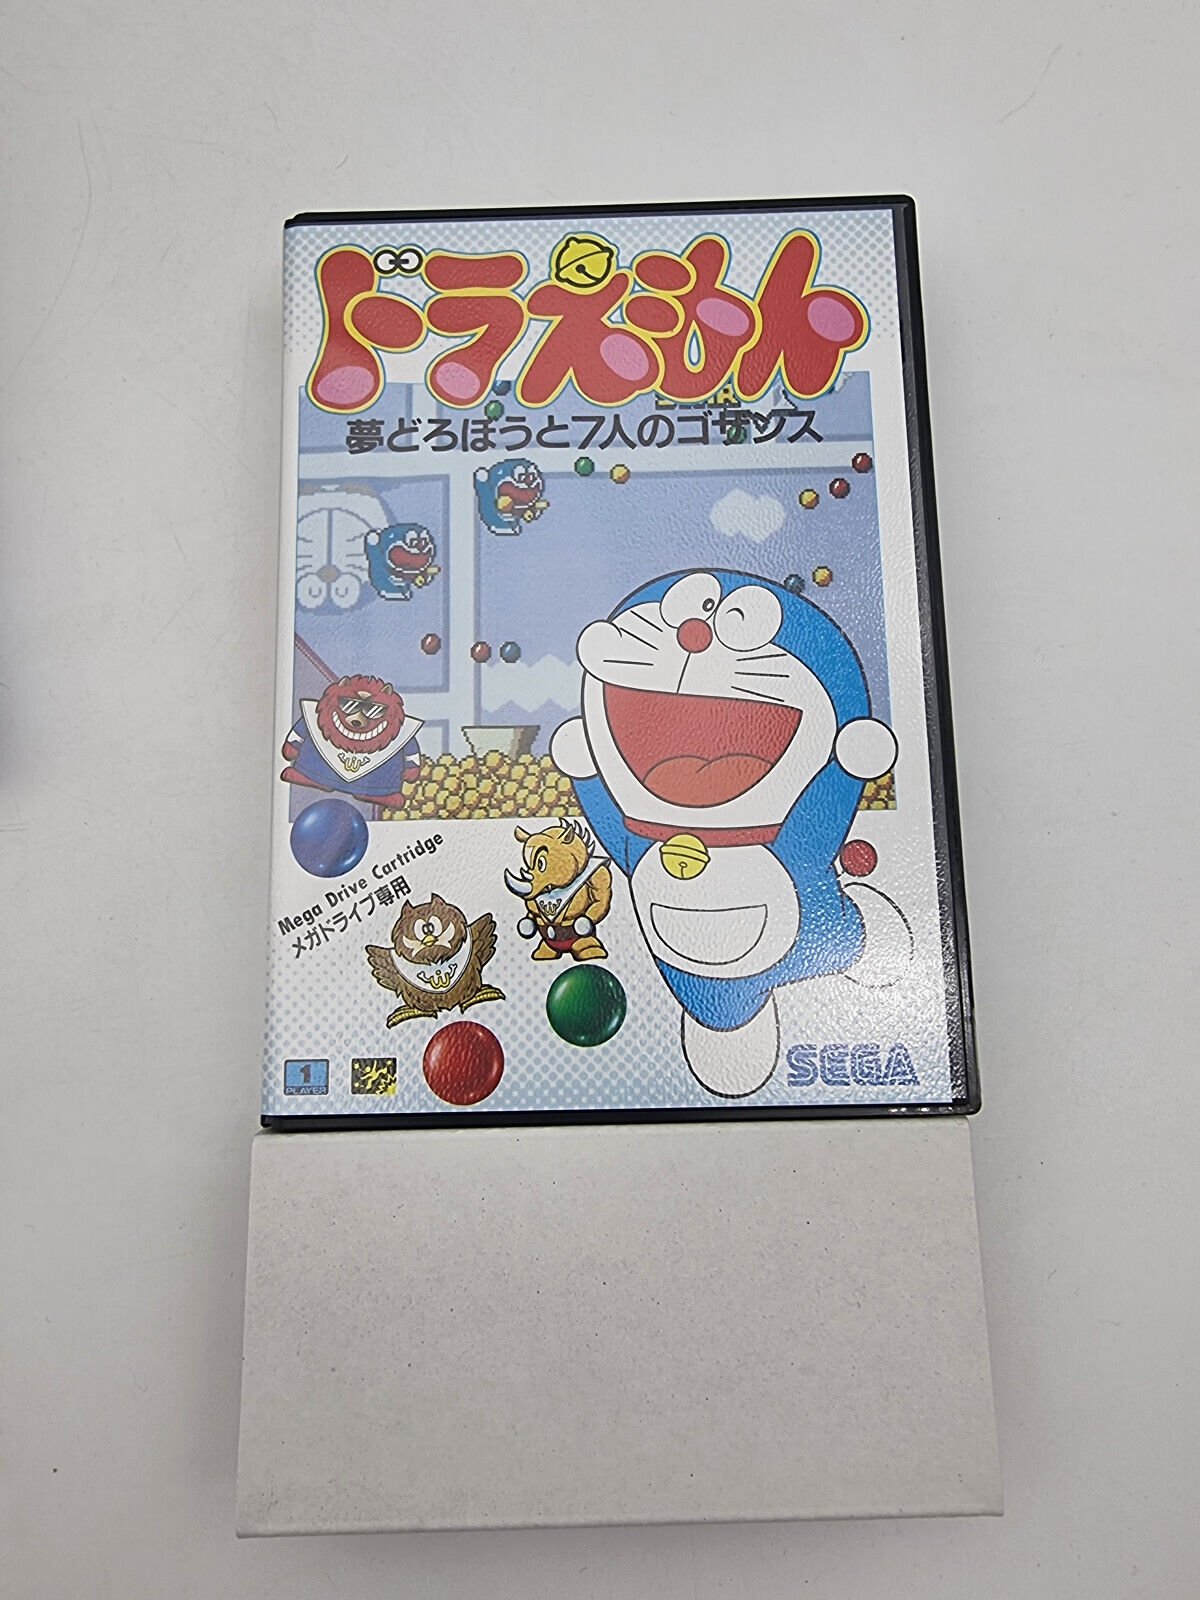 ドラえもん
夢どろぼうと7人のゴザンス
Mega Drive Cartridge
メガドライブ専用
1
PLAYER
SEGA